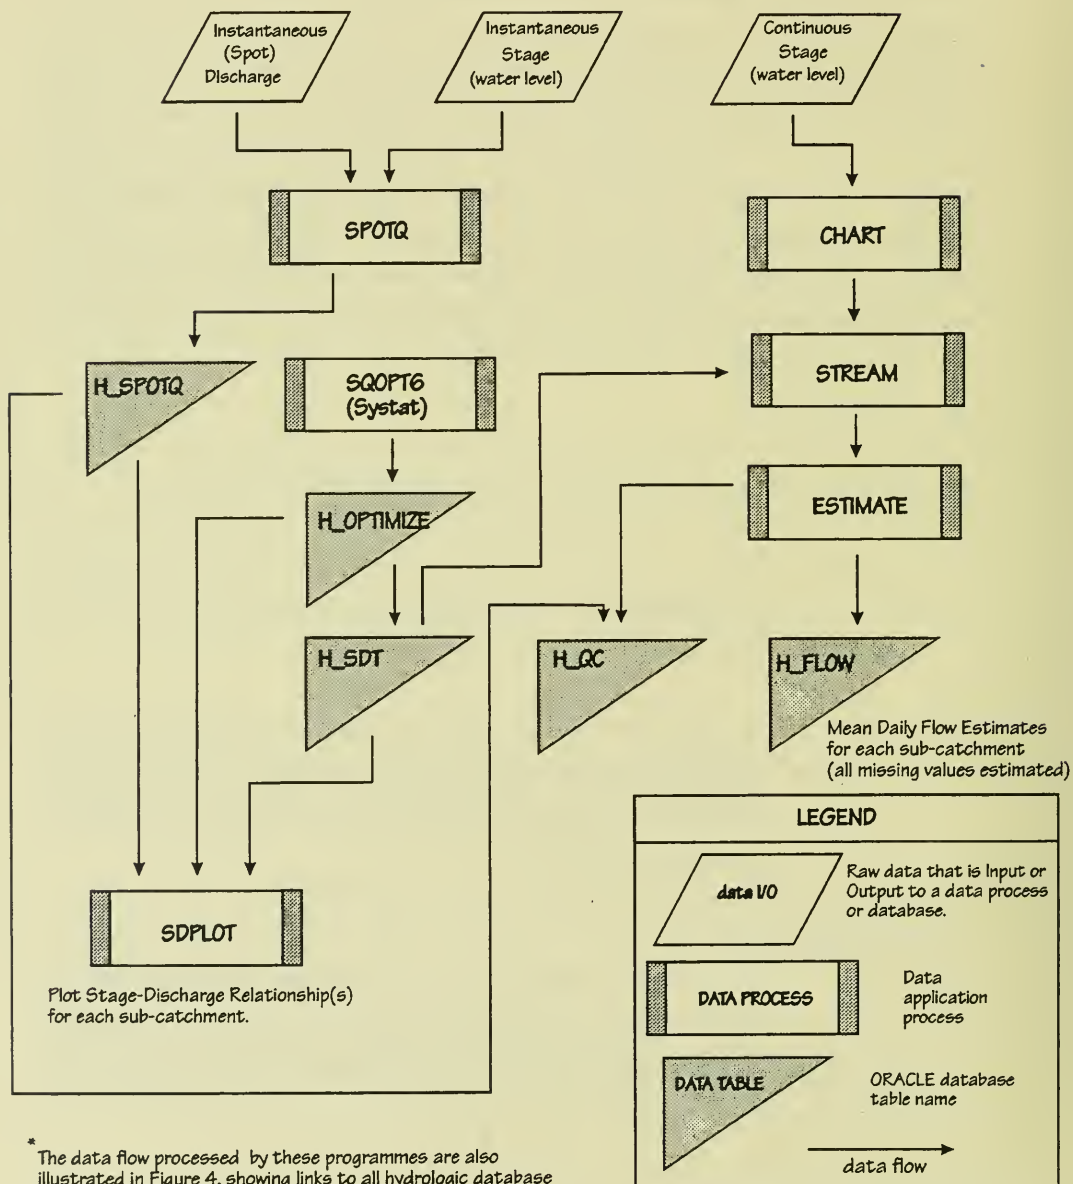 Instantaneous
(Spot)
Discharge
Instantaneous
Stage
(water level)
Continuous
Stage
(water level)
SPOTQ
CHART
H_SPOTQ
SQOPT6
(Systat)
STREAM
H_OPTIMIZE
ESTIMATE
H_SDT
H_QC
H_FLOW
Mean Daily Flow Estimates
for each sub-catchment
(all missing values estimated)
SDPLOT
Plot Stage-Discharge Relationship(s)
for each sub-catchment.
LEGEND
data I/O
Raw data that is Input or
Output to a data process
or database.
DATA PROCESS
Data
application
process
DATA TABLE
ORACLE database
table name
data flow
*
The data flow processed by these programmes are also
illustrated in Figure 4, showing links to all hydrologic database